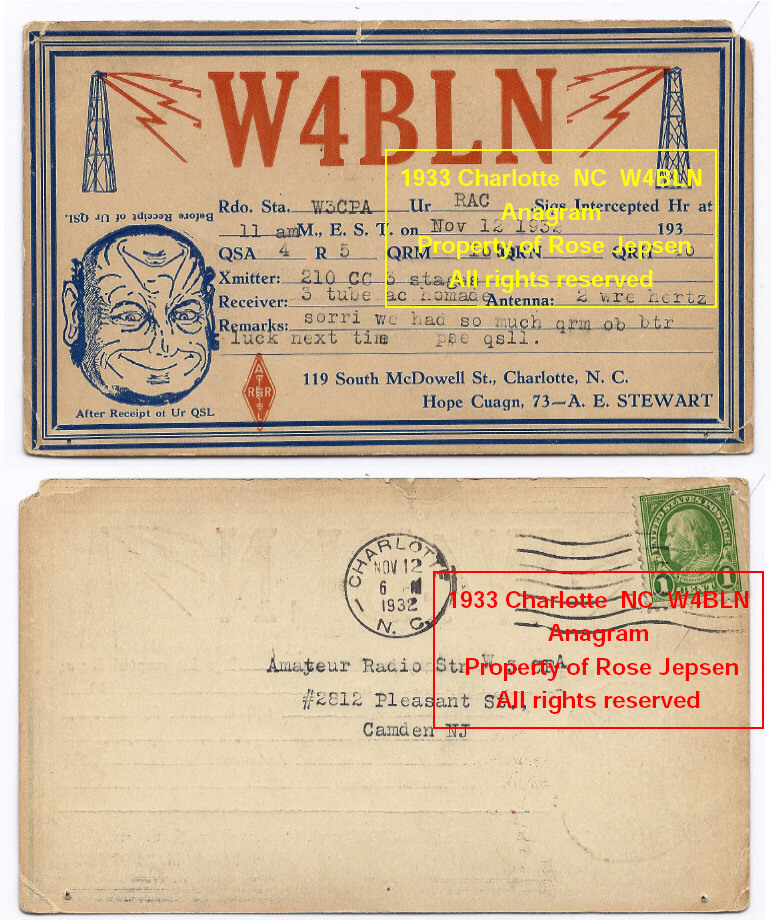 W4BLN
1933 Charlotte NC W4BLN
Anagram
Property of Rose Jepsen
All rights reserved
Before Receipt of Ur QSL
Rdo. Sta. W3CPA Ur RAC Sigs Intercepted Hr at
11 am M., E. S. T. on Nov 12 1932 193
QSA 4 R 5 QRM QRN QRH
Xmitter: 210 CC 3 stages
Receiver: 3 tube ac homade Antenna: 2 wre hertz
Remarks: sorri we had so much qrm ob btr
luck next time pse qsll.
After Receipt of Ur QSL
A
R R
L
119 South McDowell St., Charlotte, N. C.
Hope Cuagn, 73—A. E. STEWART
CHARLOTTE
NOV 12
6 M
1932
N. C.
UNITED STATES POSTAGE
1 CENT 1
1933 Charlotte NC W4BLN
Anagram
Property of Rose Jepsen
All rights reserved
Amateur Radio Str W 3 CPA
#2812 Pleasant St.,
Camden NJ